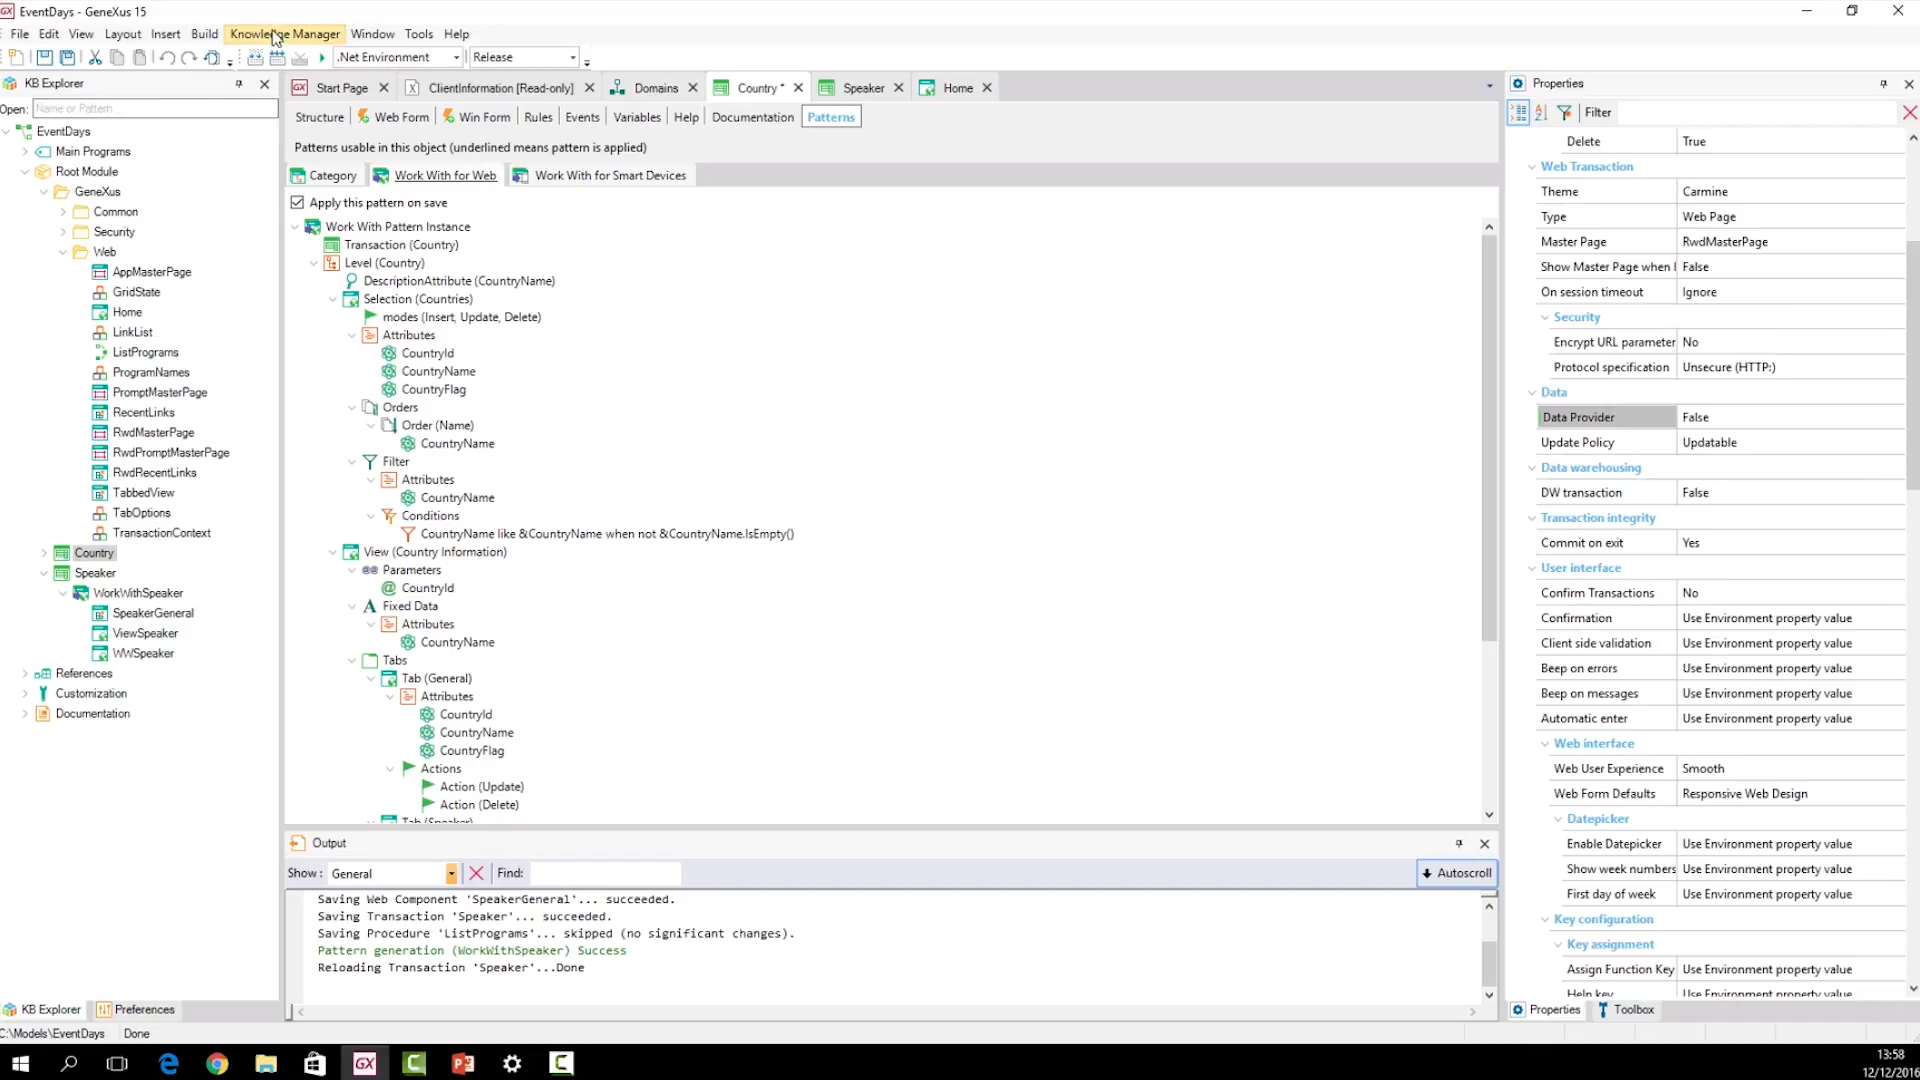 EventDays - GeneXus 15
File Edit View Layout Insert Build Knowledge Manager Window Tools Help
.Net Environment Release
KB Explorer
Open: Name or Pattern
EventDays
Main Programs
Root Module
GeneXus
Common
Security
Web
AppMasterPage
GridState
Home
LinkList
ListPrograms
ProgramNames
PromptMasterPage
RecentLinks
RwdMasterPage
RwdPromptMasterPage
RwdRecentLinks
TabbedView
TabOptions
TransactionContext
Country
Speaker
WorkWithSpeaker
SpeakerGeneral
ViewSpeaker
WWSpeaker
References
Customization
Documentation
KB Explorer Preferences
Start Page ClientInformation [Read-only] Domains Country * Speaker Home
Structure Web Form Win Form Rules Events Variables Help Documentation Patterns
Patterns usable in this object (underlined means pattern is applied)
Category Work With for Web Work With for Smart Devices
Apply this pattern on save
Work With Pattern Instance
Transaction (Country)
Level (Country)
DescriptionAttribute (CountryName)
Selection (Countries)
modes (Insert, Update, Delete)
Attributes
CountryId
CountryName
CountryFlag
Orders
Order (Name)
CountryName
Filter
Attributes
CountryName
Conditions
CountryName like &CountryName when not &CountryName.IsEmpty()
View (Country Information)
Parameters
CountryId
Fixed Data
Attributes
CountryName
Tabs
Tab (General)
Attributes
CountryId
CountryName
CountryFlag
Actions
Action (Update)
Action (Delete)
Tab (Speaker)
Output
Show: General Find: Autoscroll
Saving Web Component 'SpeakerGeneral'... succeeded.
Saving Transaction 'Speaker'... succeeded.
Saving Procedure 'ListPrograms'... skipped (no significant changes).
Pattern generation (WorkWithSpeaker) Success
Reloading Transaction 'Speaker'...Done
Properties
Filter
Delete True
Web Transaction
Theme Carmine
Type Web Page
Master Page RwdMasterPage
Show Master Page when I False
On session timeout Ignore
Security
Encrypt URL parameter No
Protocol specification Unsecure (HTTP:)
Data
Data Provider False
Update Policy Updatable
Data warehousing
DW transaction False
Transaction integrity
Commit on exit Yes
User interface
Confirm Transactions No
Confirmation Use Environment property value
Client side validation Use Environment property value
Beep on errors Use Environment property value
Beep on messages Use Environment property value
Automatic enter Use Environment property value
Web interface
Web User Experience Smooth
Web Form Defaults Responsive Web Design
Datepicker
Enable Datepicker Use Environment property value
Show week numbers Use Environment property value
First day of week Use Environment property value
Key configuration
Key assignment
Assign Function Key Use Environment property value
Help key Use Environment property value
Properties Toolbox
C:\Models\EventDays Done
13:58
12/12/2016